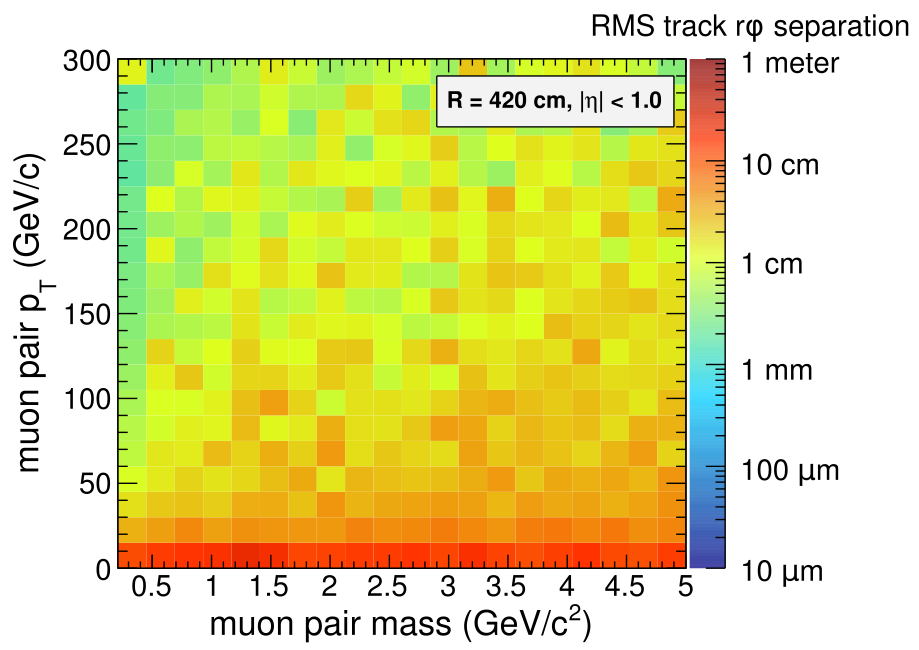 RMS track rφ separation
300
250
200
150
100
50
0
muon pair pT (GeV/c)
R = 420 cm, |η| < 1.0
1 meter
10 cm
1 cm
1 mm
100 μm
10 μm
0.5 1 1.5 2 2.5 3 3.5 4 4.5 5
muon pair mass (GeV/c²)